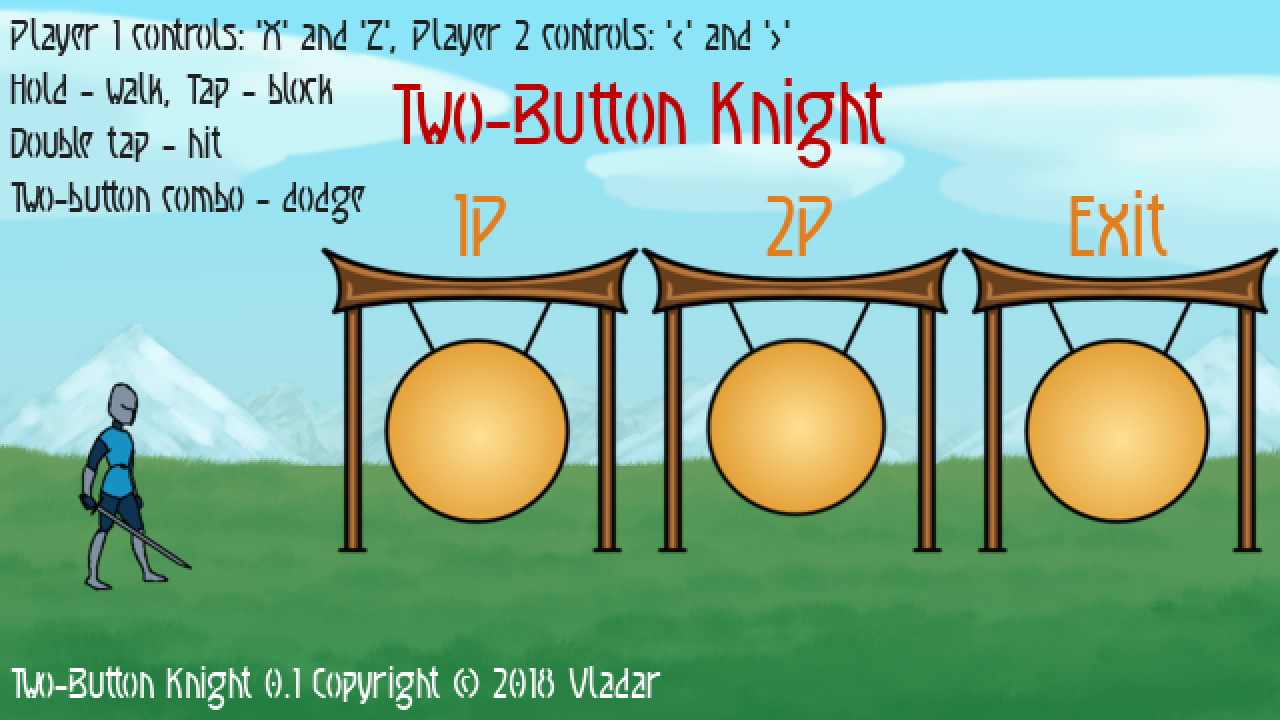 Player 1 controls: 'X' and 'Z', Player 2 controls: '<' and '>'
Hold - walk, Tap - block
Double tap - hit
Two-button combo - dodge
Two-Button Knight
1P 2P Exit
Two-Button Knight 0.1 Copyright © 2018 Vladar